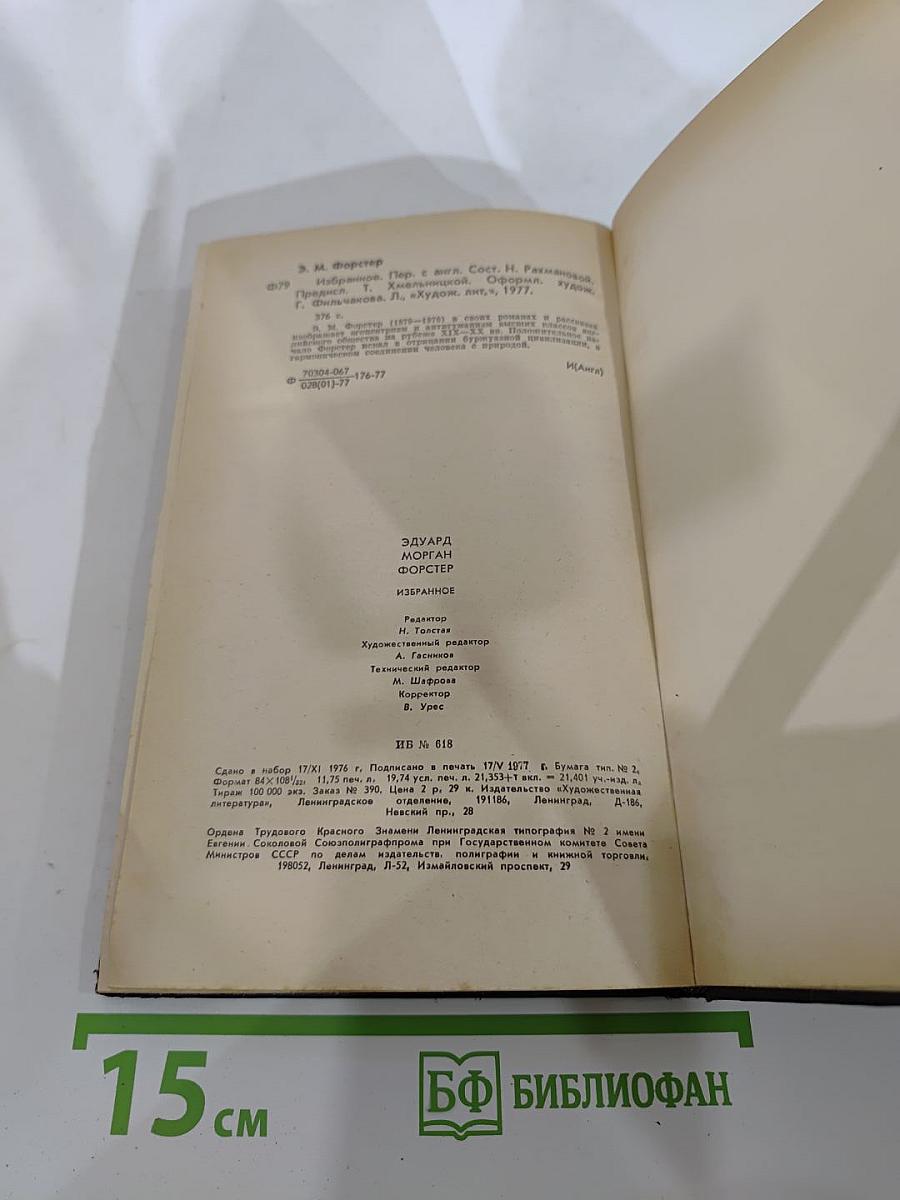 Э. М. Форстер
Ф79 Избранное. Пер. с англ. Сост. Н. Рахмановой.
Предисл. Т. Хмельницкой. Оформл. худож.
Г. Фильчакова. Л., «Худож. лит.», 1977.
376 с.
Э. М. Форстер (1879—1970) в своих романах и рассказах
изображает эгоцентризм и антигуманизм высших классов анг-
лийского общества на рубеже XIX—XX вв. Положительное на-
чало Форстер искал в отрицании буржуазной цивилизации, в
гармоническом соединении человека с природой.
Ф 70304-067/028(01)-77 176-77 И(Англ)
ЭДУАРД
МОРГАН
ФОРСТЕР
ИЗБРАННОЕ
Редактор
Н. Толстая
Художественный редактор
А. Гасников
Технический редактор
М. Шафрова
Корректор
В. Урес
ИБ № 618
Сдано в набор 17/XI 1976 г. Подписано в печать 17/V 1977 г. Бумага тип. № 2.
Формат 84×108¹/₃₂. 11,75 печ. л. 19,74 усл. печ. л. 21,353+1 вкл. = 21,401 уч.-изд. л.
Тираж 100 000 экз. Заказ № 390. Цена 2 р. 29 к. Издательство «Художественная
литература», Ленинградское отделение, 191186, Ленинград, Д-186,
Невский пр., 28
Ордена Трудового Красного Знамени Ленинградская типография № 2 имени
Евгении Соколовой Союзполиграфпрома при Государственном комитете Совета
Министров СССР по делам издательств, полиграфии и книжной торговли.
198052, Ленинград, Л-52, Измайловский проспект, 29
15 см
БФ БИБЛИОФАН